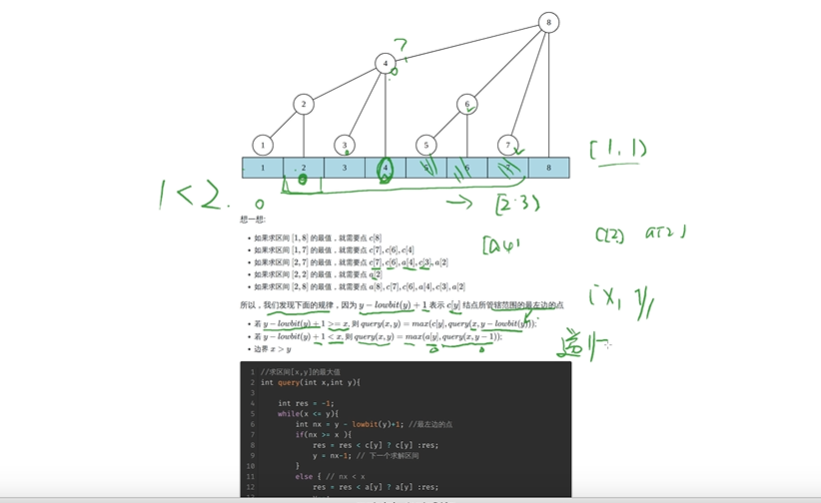 8
7
4
2
6
1
3
5
7
1 2 3 4 6 8
[1,1)
1<2.
0
[2.3)
想一想:
• 如果求区间 [1,8] 的最值，就需要点 c[8]
• 如果求区间 [1,7] 的最值，就需要点 c[7],c[6],c[4]
• 如果求区间 [2,7] 的最值，就需要点 c[7],c[6],a[4],c[3],a[2]
• 如果求区间 [2,2] 的最值，就需要点 a[2]
• 如果求区间 [2,8] 的最值，就需要点 a[8],c[7],c[6],a[4],c[3],a[2]
c[2] a[2]
所以，我们发现下面的规律，因为 y − lowbit(y) + 1 表示 c[y] 结点所管辖范围的最左边的点
[x, y]
• 若 y − lowbit(y) + 1 >= x, 则 query(x, y) = max(c[y], query(x, y − lowbit(y)));
• 若 y − lowbit(y) + 1 < x, 则 query(x, y) = max(a[y], query(x, y − 1));
• 边界 x > y
递归
1 //求区间[x,y]的最大值
2 int query(int x,int y){
3
4 int res = -1;
5 while(x <= y){
6 int nx = y - lowbit(y)+1; //最左边的点
7 if(nx >= x ){
8 res = res < c[y] ? c[y] :res;
9 y = nx-1; // 下一个求解区间
10 }
11 else { // nx < x
12 res = res < a[y] ? a[y] :res;